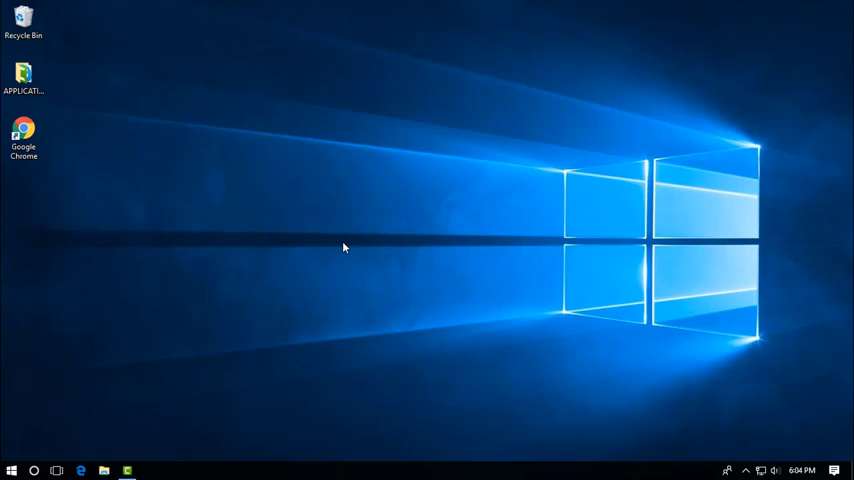 Recycle Bin
APPLICATI...
Google
Chrome
6:04 PM